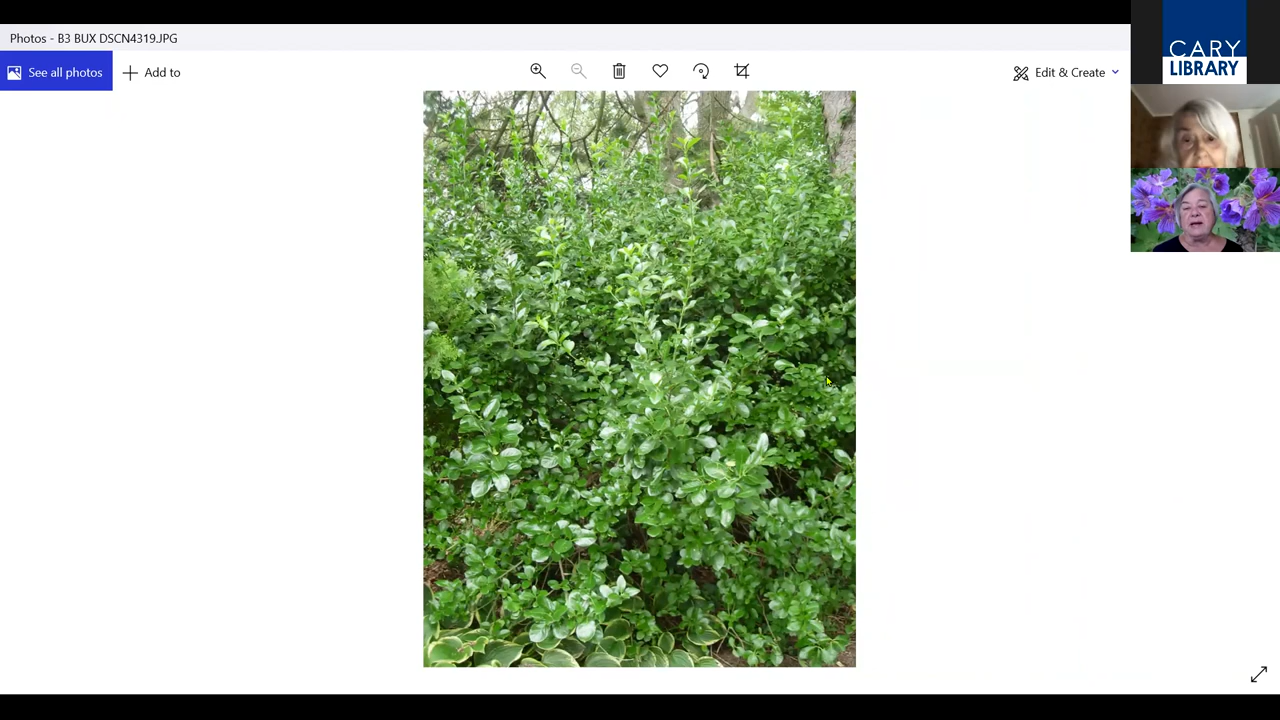 Photos - B3 BUX DSCN4319.JPG
See all photos
Add to
Edit & Create
CARY
LIBRARY